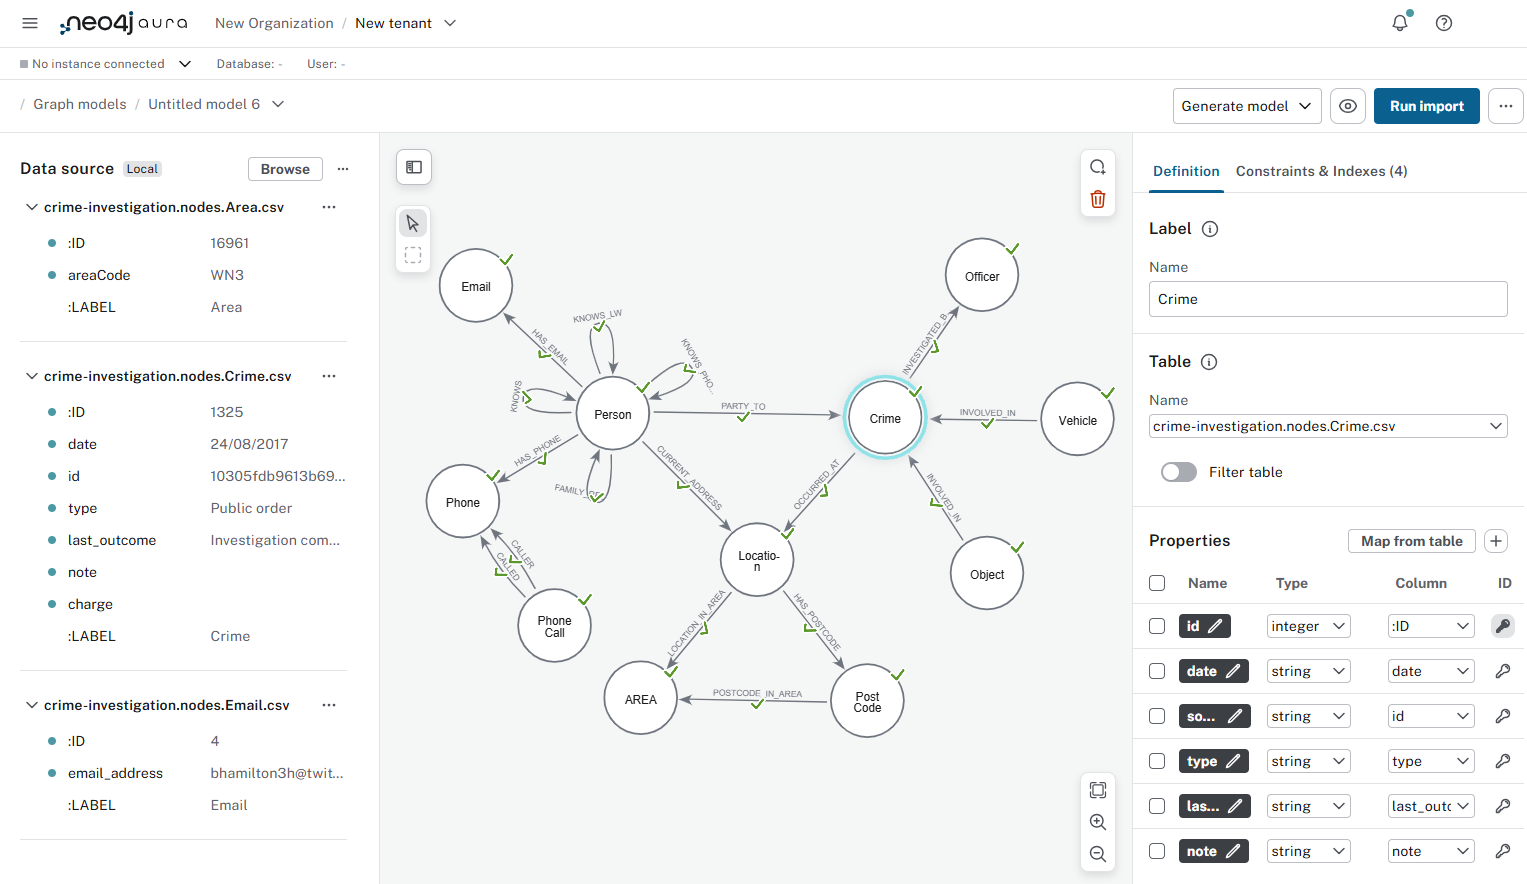 neo4j aura
New Organization / New tenant
No instance connected
Database: -
User: -
/ Graph models / Untitled model 6
Generate model
Run import
Data source
Local
Browse
crime-investigation.nodes.Area.csv
:ID 16961
areaCode WN3
:LABEL Area
crime-investigation.nodes.Crime.csv
:ID 1325
date 24/08/2017
id 10305fdb9613b69...
type Public order
last_outcome Investigation com...
note
charge
:LABEL Crime
crime-investigation.nodes.Email.csv
:ID 4
email_address bhamilton3h@twit...
:LABEL Email
Email
HAS_EMAIL
KNOWS_LW
KNOWS_PHO...
KNOWS
Person
PARTY_TO
HAS_PHONE
FAMILY_RE
CURRENT_ADDRESS
Phone
CALLER
CALLED
Phone
Call
Officer
INVESTIGATED_B
Crime
INVOLVED_IN
Vehicle
OCCURRED_AT
INVOLVED_IN
Object
Locatio-
n
LOCATION_IN_AREA
HAS_POSTCODE
AREA
POSTCODE_IN_AREA
Post
Code
Definition
Constraints & Indexes (4)
Label
Name
Crime
Table
Name
crime-investigation.nodes.Crime.csv
Filter table
Properties
Map from table
Name Type Column ID
id integer :ID
date string date
so... string id
type string type
las... string last_outc
note string note